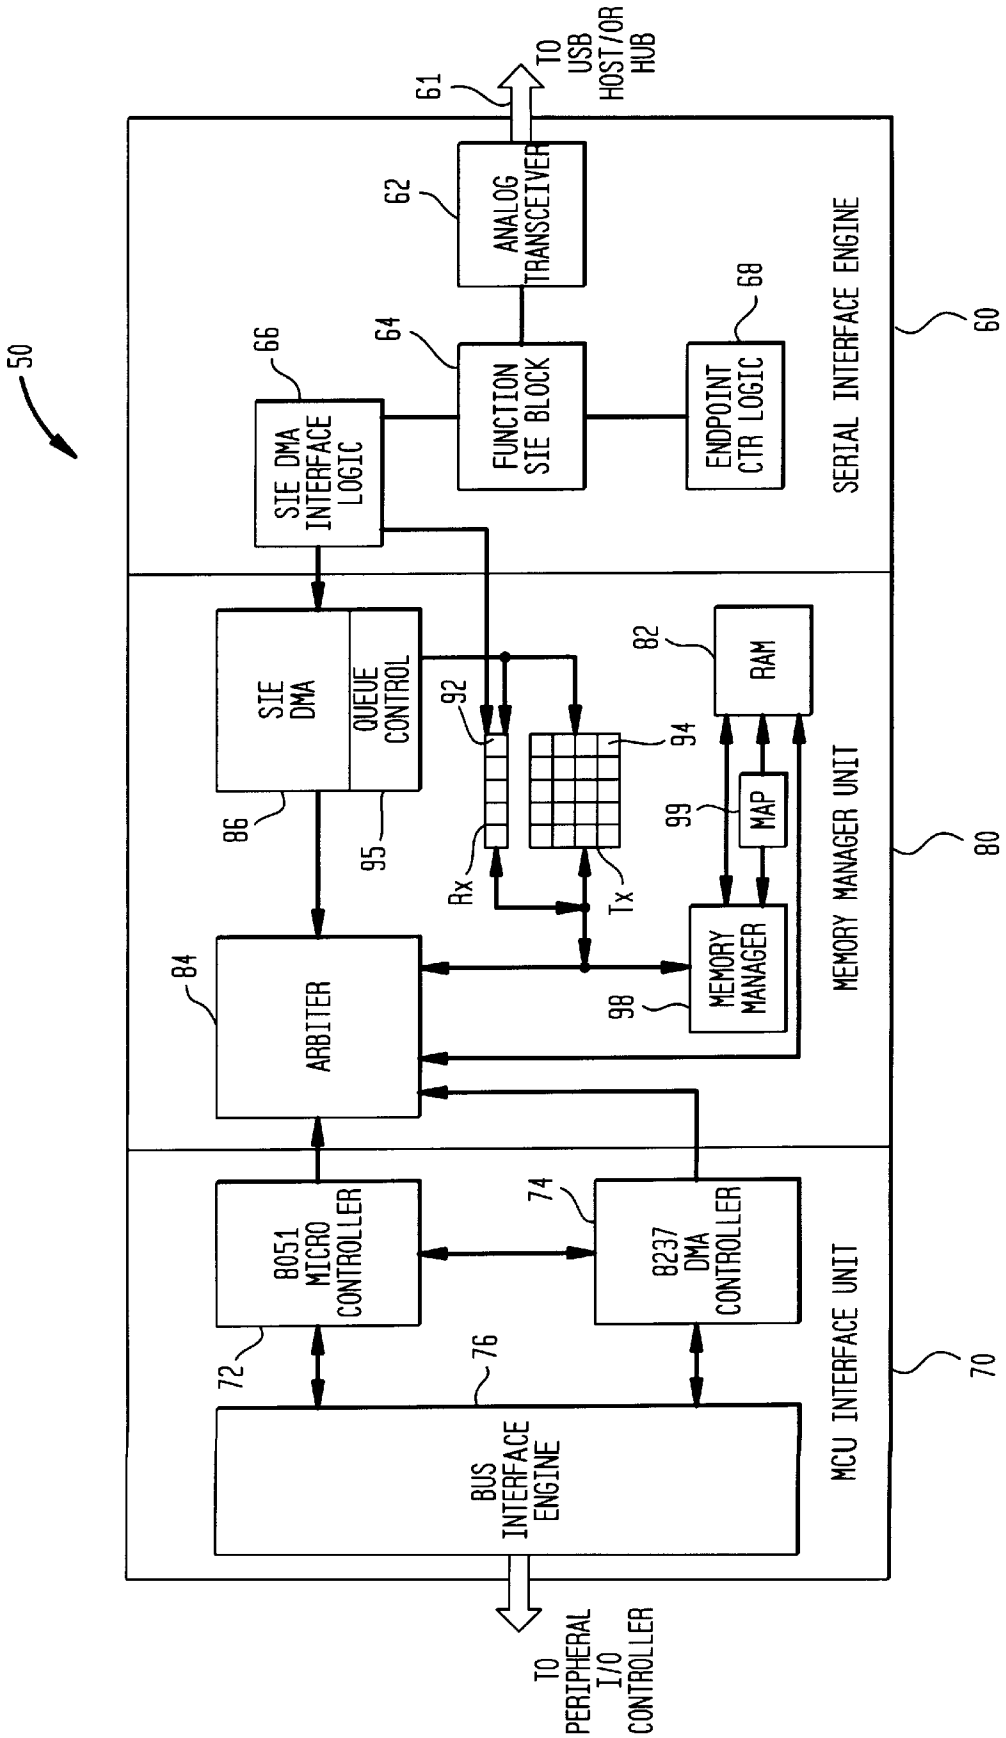 50
TO
PERIPHERAL
I/O
CONTROLLER
BUS
INTERFACE
ENGINE
76
8051
MICRO
CONTROLLER
72
8237
DMA
CONTROLLER
74
MCU INTERFACE UNIT
70
ARBITER
84
SIE
DMA
86
QUEUE
CONTROL
95
Rx
92
Tx
94
MEMORY
MANAGER
98
MAP
99
RAM
82
MEMORY MANAGER UNIT
80
SIE DMA
INTERFACE
LOGIC
66
FUNCTION
SIE BLOCK
64
ANALOG
TRANSCEIVER
62
ENDPOINT
CTR LOGIC
68
SERIAL INTERFACE ENGINE
60
61
TO
USB
HOST/OR
HUB